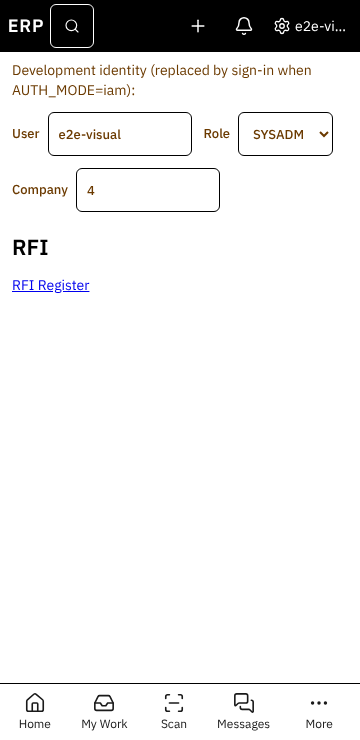 ERP e2e-vi...
Development identity (replaced by sign-in when
AUTH_MODE=iam):
User e2e-visual Role SYSADM
Company 4
RFI
RFI Register
Home My Work Scan Messages More